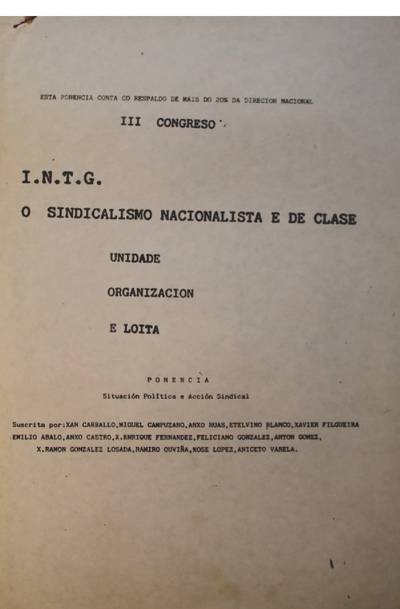 ESTA PONENCIA CONTA CO RESPALDO DE MAIS DO 20% DA DIRECION NACIONAL
III CONGRESO
I.N.T.G.
O SINDICALISMO NACIONALISTA E DE CLASE
UNIDADE
ORGANIZACION
E LOITA
PONENCIA
Situación Política e Acción Sindical
Suscrita por:XAN CARBALLO,MIGUEL CAMPUZANO,ANXO NUAS,ETELVINO BLANCO,XAVIER FILGUEIRA
EMILIO ABALO,ANXO CASTRO,X.ENRIQUE FERNANDEZ,FELICIANO GONZALEZ,ANTON GOMEZ,
X.RAMON GONZALEZ LOSADA,RAMIRO OUVIÑA,XOSE LOPEZ,ANICETO VARELA.